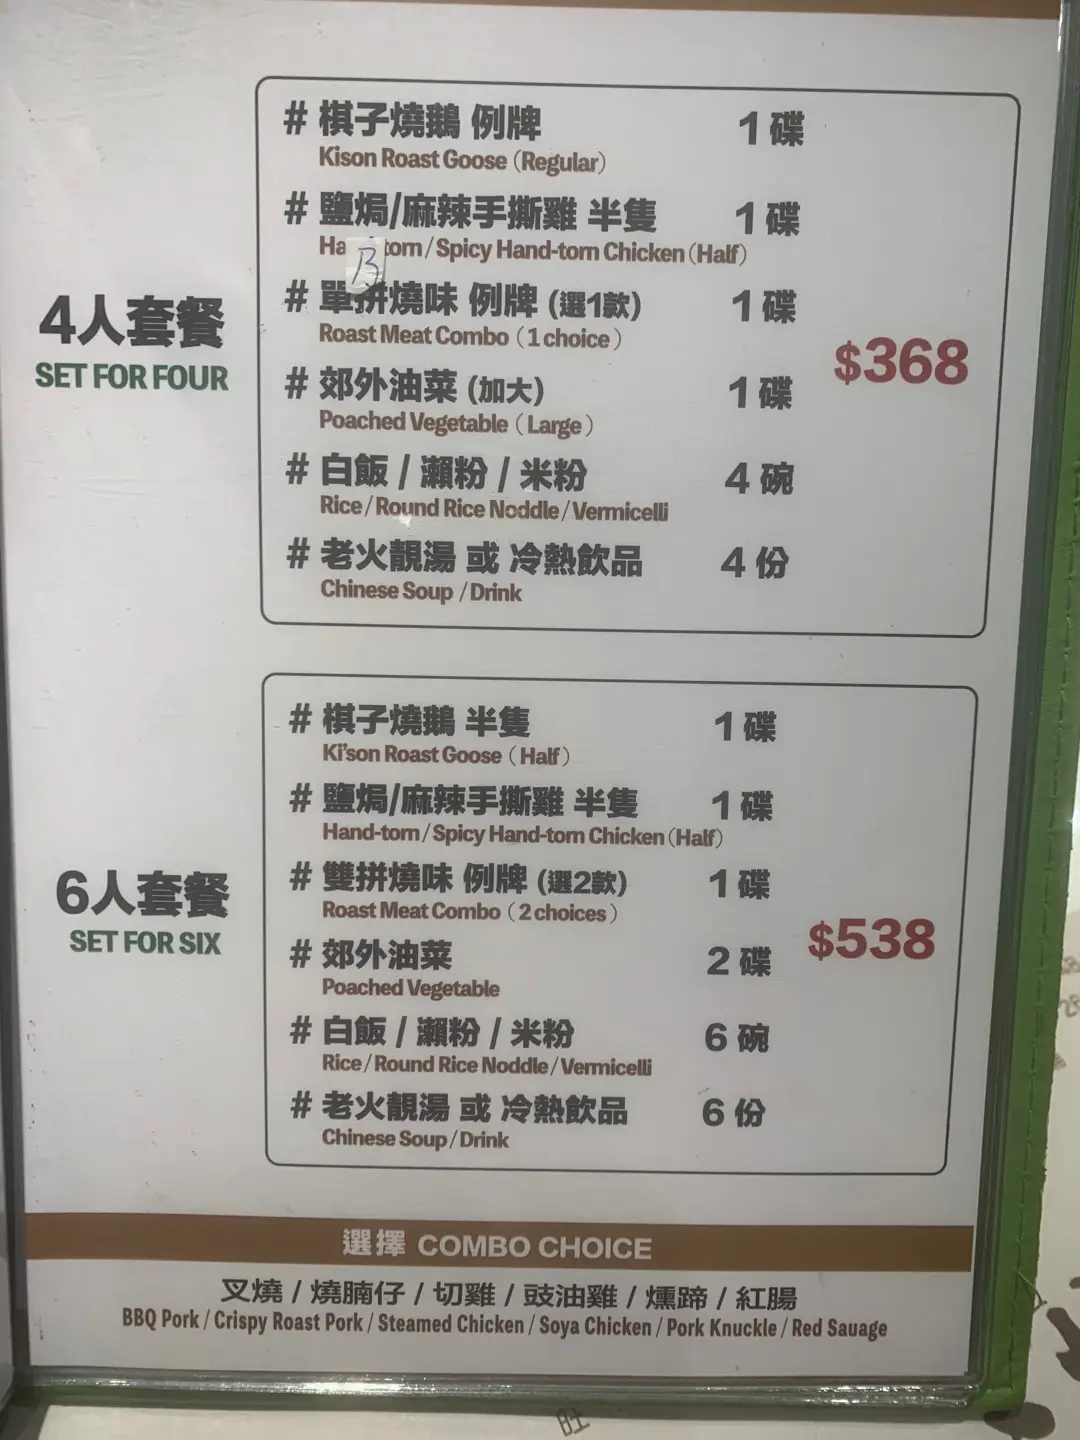 # 棋子燒鵝 例牌 1 碟
Kison Roast Goose (Regular)
# 鹽焗/麻辣手撕雞 半隻 1 碟
torn/Spicy Hand-torn Chicken (Half)
# 單拼燒味 例牌 (選1款) 1 碟
Roast Meat Combo (1 choice)
4人套餐
SET FOR FOUR
$368
# 郊外油菜 (加大) 1 碟
Poached Vegetable (Large)
# 白飯 / 瀨粉 / 米粉 4 碗
Rice/Round Rice Noddle/Vermicelli
# 老火靚湯 或 冷熱飲品 4 份
Chinese Soup /Drink
# 棋子燒鵝 半隻 1 碟
Ki'son Roast Goose (Half)
# 鹽焗/麻辣手撕雞 半隻 1 碟
Hand-torn/Spicy Hand-torn Chicken (Half)
# 雙拼燒味 例牌 (選2款) 1 碟
Roast Meat Combo (2 choices)
6人套餐
SET FOR SIX
$538
# 郊外油菜 2 碟
Poached Vegetable
# 白飯 / 瀨粉 / 米粉 6 碗
Rice/Round Rice Noddle/Vermicelli
# 老火靚湯 或 冷熱飲品 6 份
Chinese Soup/Drink
選擇 COMBO CHOICE
叉燒 / 燒腩仔 / 切雞 / 豉油雞 / 燻蹄 / 紅腸
BBQ Pork / Crispy Roast Pork / Steamed Chicken / Soya Chicken / Pork Knuckle / Red Sauage